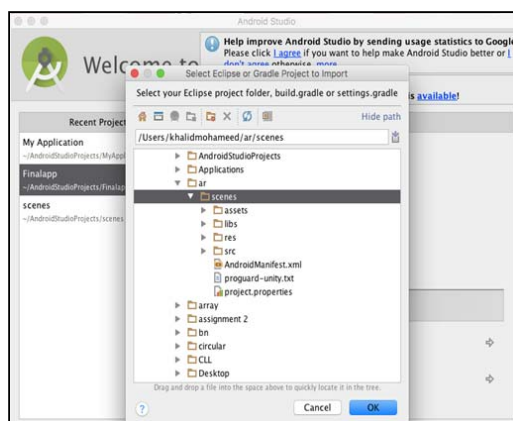 Android Studio
Help improve Android Studio by sending usage statistics to Google
Please click I agree if you want to help make Android Studio better or I
don't agree otherwise. more...
Welcome to
is available!
Select Eclipse or Gradle Project to Import
Select your Eclipse project folder, build.gradle or settings.gradle
Hide path
/Users/khalidmohameed/ar/scenes
Recent Project
My Application
~/AndroidStudioProjects/MyAppl
Finalapp
~/AndroidStudioProjects/Finalap
scenes
~/AndroidStudioProjects/scenes
AndroidStudioProjects
Applications
ar
scenes
assets
libs
res
src
AndroidManifest.xml
proguard-unity.txt
project.properties
array
assignment 2
bn
circular
CLL
Desktop
Drag and drop a file into the space above to quickly locate it in the tree.
?
Cancel
OK